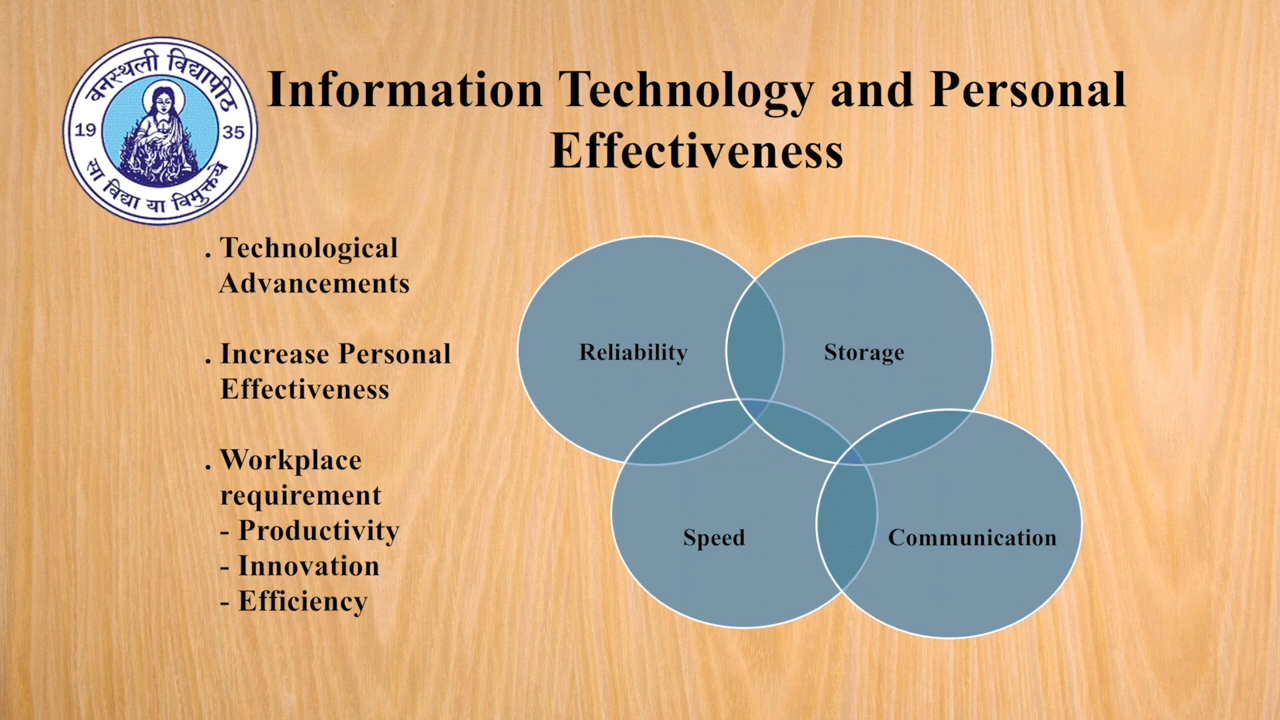 वनस्थली विद्यापीठ
19 35
सा विद्या या विमुक्तये
Information Technology and Personal
Effectiveness
. Technological
Advancements
. Increase Personal
Effectiveness
. Workplace
requirement
- Productivity
- Innovation
- Efficiency
Reliability
Storage
Speed
Communication